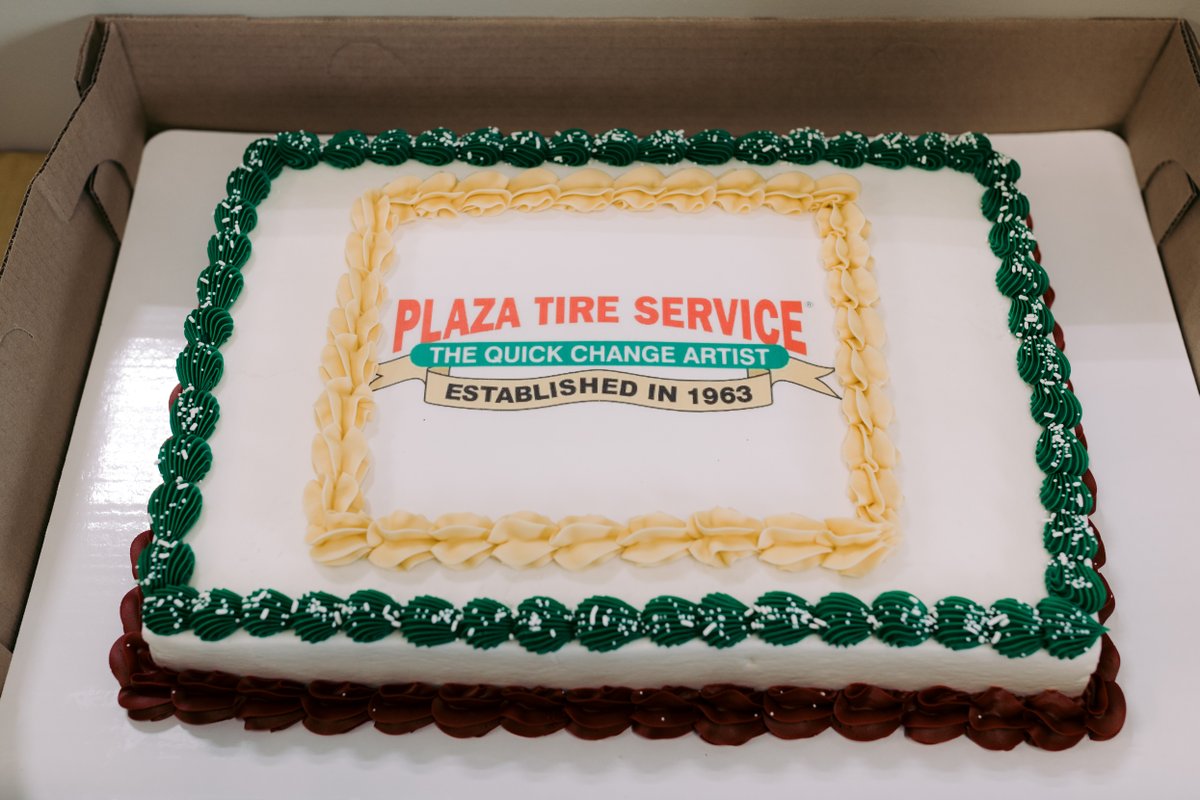 PLAZA TIRE SERVICE®
THE QUICK CHANGE ARTIST
ESTABLISHED IN 1963